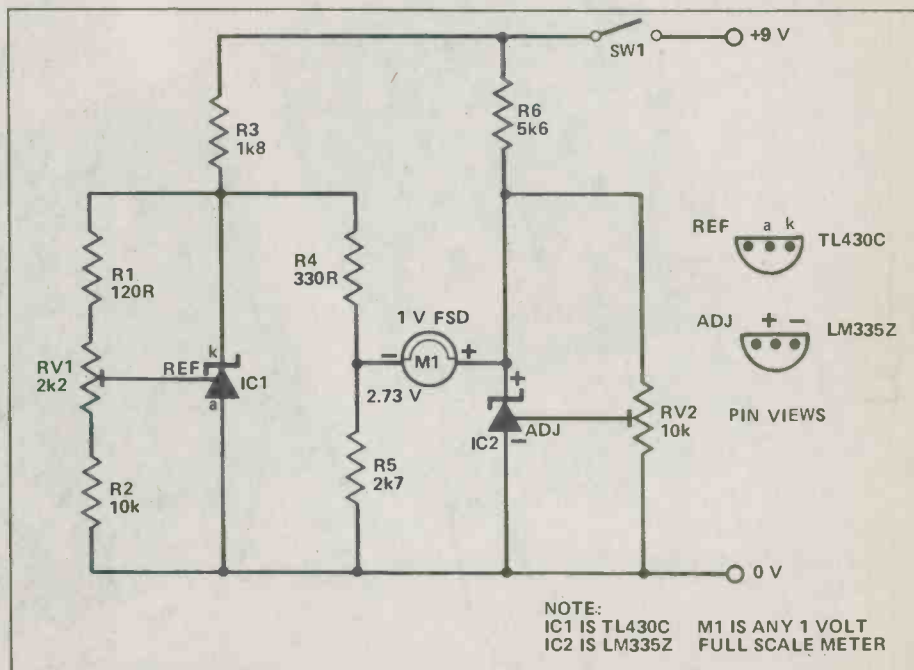 +9 V
SW1
R3
1k8
R6
5k6
REF a k
TL430C
R1
120R
R4
330R
1 V FSD
ADJ + −
LM335Z
RV1
2k2
REF
k
IC1
a
− M1 +
2.73 V
+
IC2
ADJ
−
RV2
10k
PIN VIEWS
R2
10k
R5
2k7
0 V
NOTE:
IC1 IS TL430C M1 IS ANY 1 VOLT
IC2 IS LM335Z FULL SCALE METER